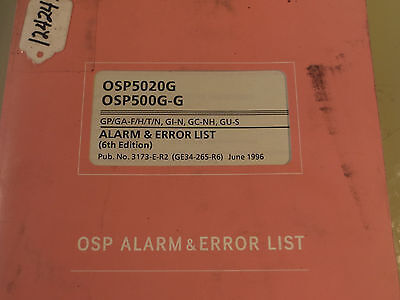 12424
OSP5020G
OSP500G-G
GP/GA-F/H/T/N, GI-N, GC-NH, GU-S
ALARM & ERROR LIST
(6th Edition)
Pub. No. 3173-E-R2 (GE34-265-R6) June 1996
OSP ALARM & ERROR LIST